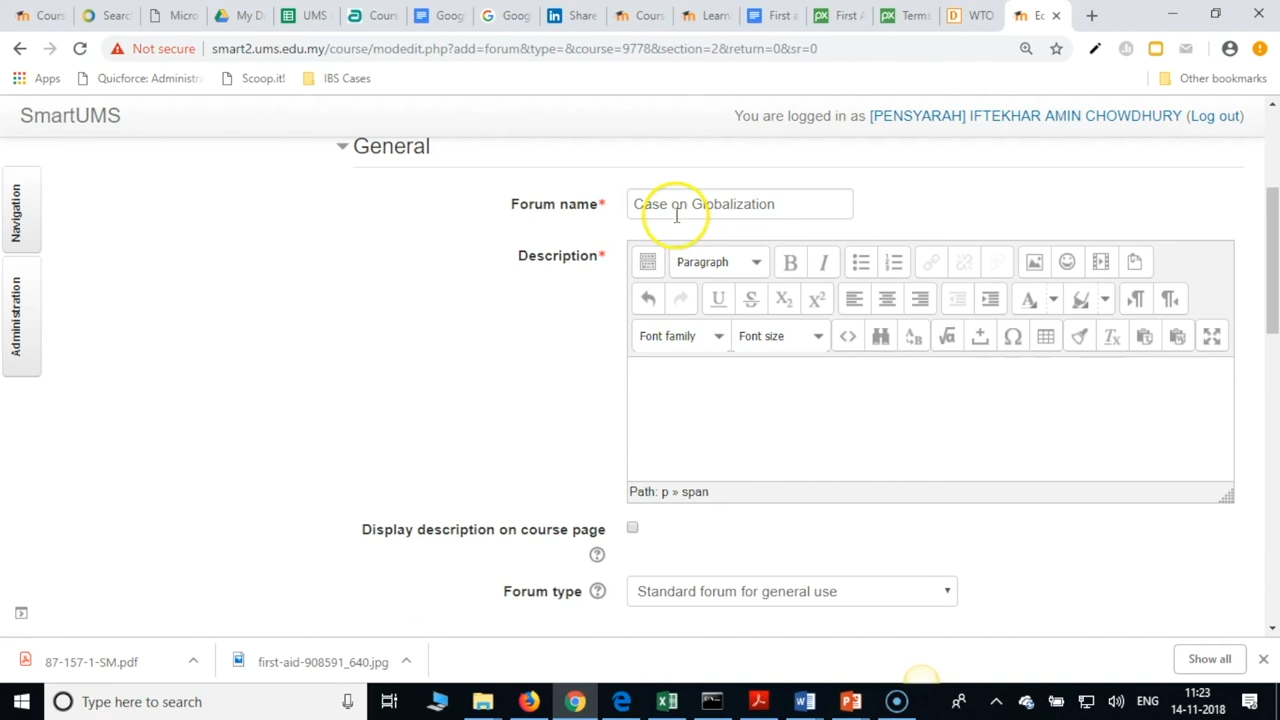 Cours
Searc
Micro
My D
UMS
Cours
Goog
Goog
Share
Cours
Learn
First a
First A
Terms
WTO
Ec
Not secure smart2.ums.edu.my/course/modedit.php?add=forum&type=&course=9778&section=2&return=0&sr=0
Apps Quicforce: Administra Scoop.it! IBS Cases Other bookmarks
SmartUMS You are logged in as [PENSYARAH] IFTEKHAR AMIN CHOWDHURY (Log out)
Navigation
Administration
General
Forum name* Case on Globalization
Description*
Paragraph
Font family Font size
Path: p » span
Display description on course page
Forum type Standard forum for general use
87-157-1-SM.pdf first-aid-908591_640.jpg Show all
Type here to search ENG
11:23
14-11-2018